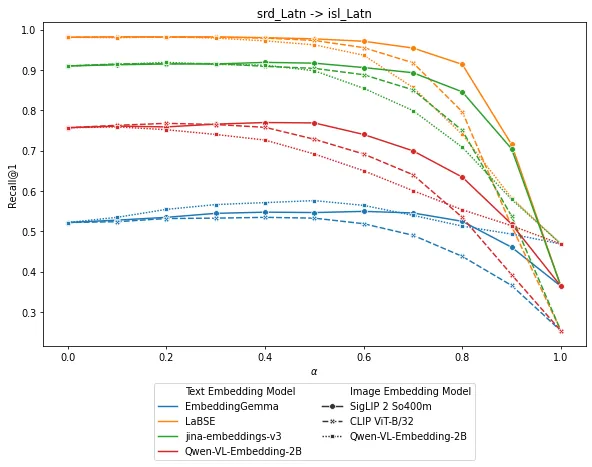 srd_Latn -> isl_Latn
Recall@1
1.0
0.9
0.8
0.7
0.6
0.5
0.4
0.3
0.0 0.2 0.4 0.6 0.8 1.0
α
Text Embedding Model Image Embedding Model
EmbeddingGemma SigLIP 2 So400m
LaBSE CLIP ViT-B/32
jina-embeddings-v3 Qwen-VL-Embedding-2B
Qwen-VL-Embedding-2B